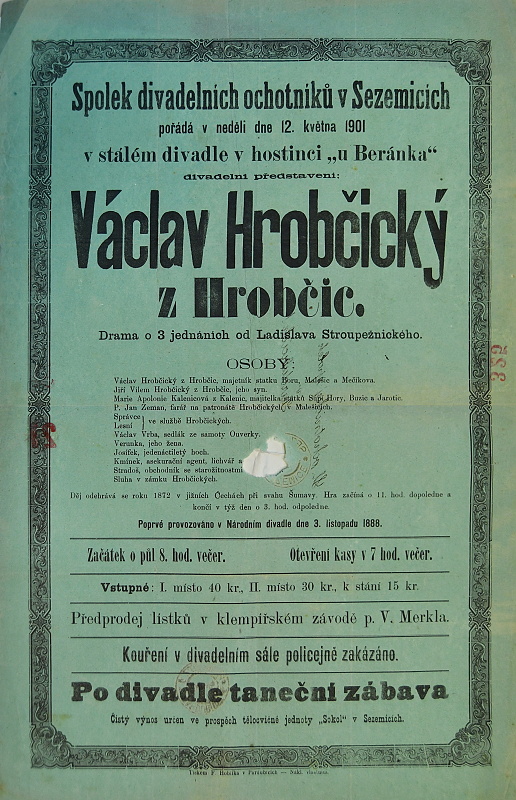 Spolek divadelních ochotníků v Sezemicích
pořádá v neděli dne 12. května 1901
v stálém divadle v hostinci „u Beránka“
divadelní představení:
Václav Hrobčický
z Hrobčic.
Drama o 3 jednáních od Ladislava Stroupežnického.
OSOBY:
Václav Hrobčický z Hrobčic, majetník statku Boru, Malešic a Mečíkova.
Jiří Vilém Hrobčický z Hrobčic, jeho syn.
Marie Apolonie Kalenicová z Kalenic, majitelka statků Supí Hory, Buzic a Jarotic.
P. Jan Zeman, farář na patronátě Hrobčických v Malešicích.
Správce
Lesní } ve službě Hrobčických.
Václav Vrba, sedlák ze samoty Ouverky.
Verunka, jeho žena.
Josífek, jedenáctiletý hoch.
Kmínek, asekurační agent, lichvář a
Stradoš, obchodník se starožitnostmi
Sluha v zámku Hrobčických.
Děj odehrává se roku 1872 v jižních Čechách při svahu Šumavy. Hra začíná o 11. hod. dopoledne a
končí v týž den o 3. hod. odpoledne.
Poprvé provozováno v Národním divadle dne 3. listopadu 1888.
Začátek o půl 8. hod. večer. Otevření kasy v 7 hod. večer.
Vstupné: I. místo 40 kr., II. místo 30 kr., k stání 15 kr.
Předprodej lístků v klempířském závodě p. V. Merkla.
Kouření v divadelním sále policejně zakázáno.
Po divadle taneční zábava
Čistý výnos určen ve prospěch tělocvičné jednoty „Sokol“ v Sezemicích.
Tiskem F. Hoblíka v Pardubicích — Nákl.